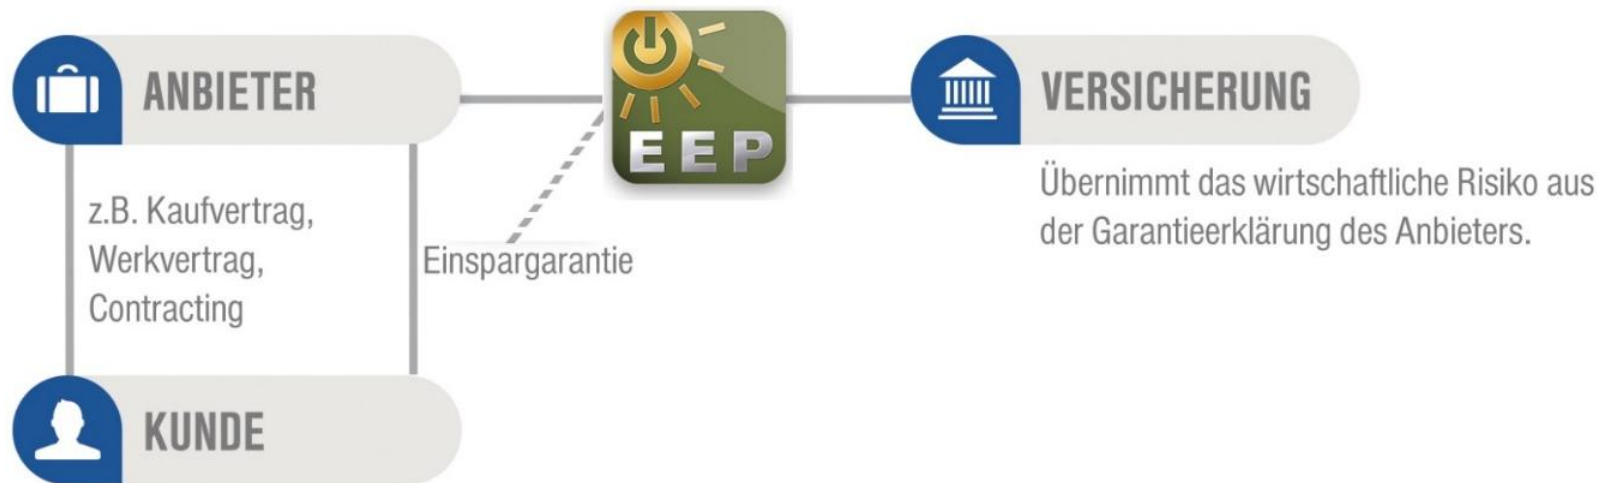 ANBIETER
EEP
VERSICHERUNG
z.B. Kaufvertrag,
Werkvertrag,
Contracting
Einspargarantie
Übernimmt das wirtschaftliche Risiko aus
der Garantieerklärung des Anbieters.
KUNDE